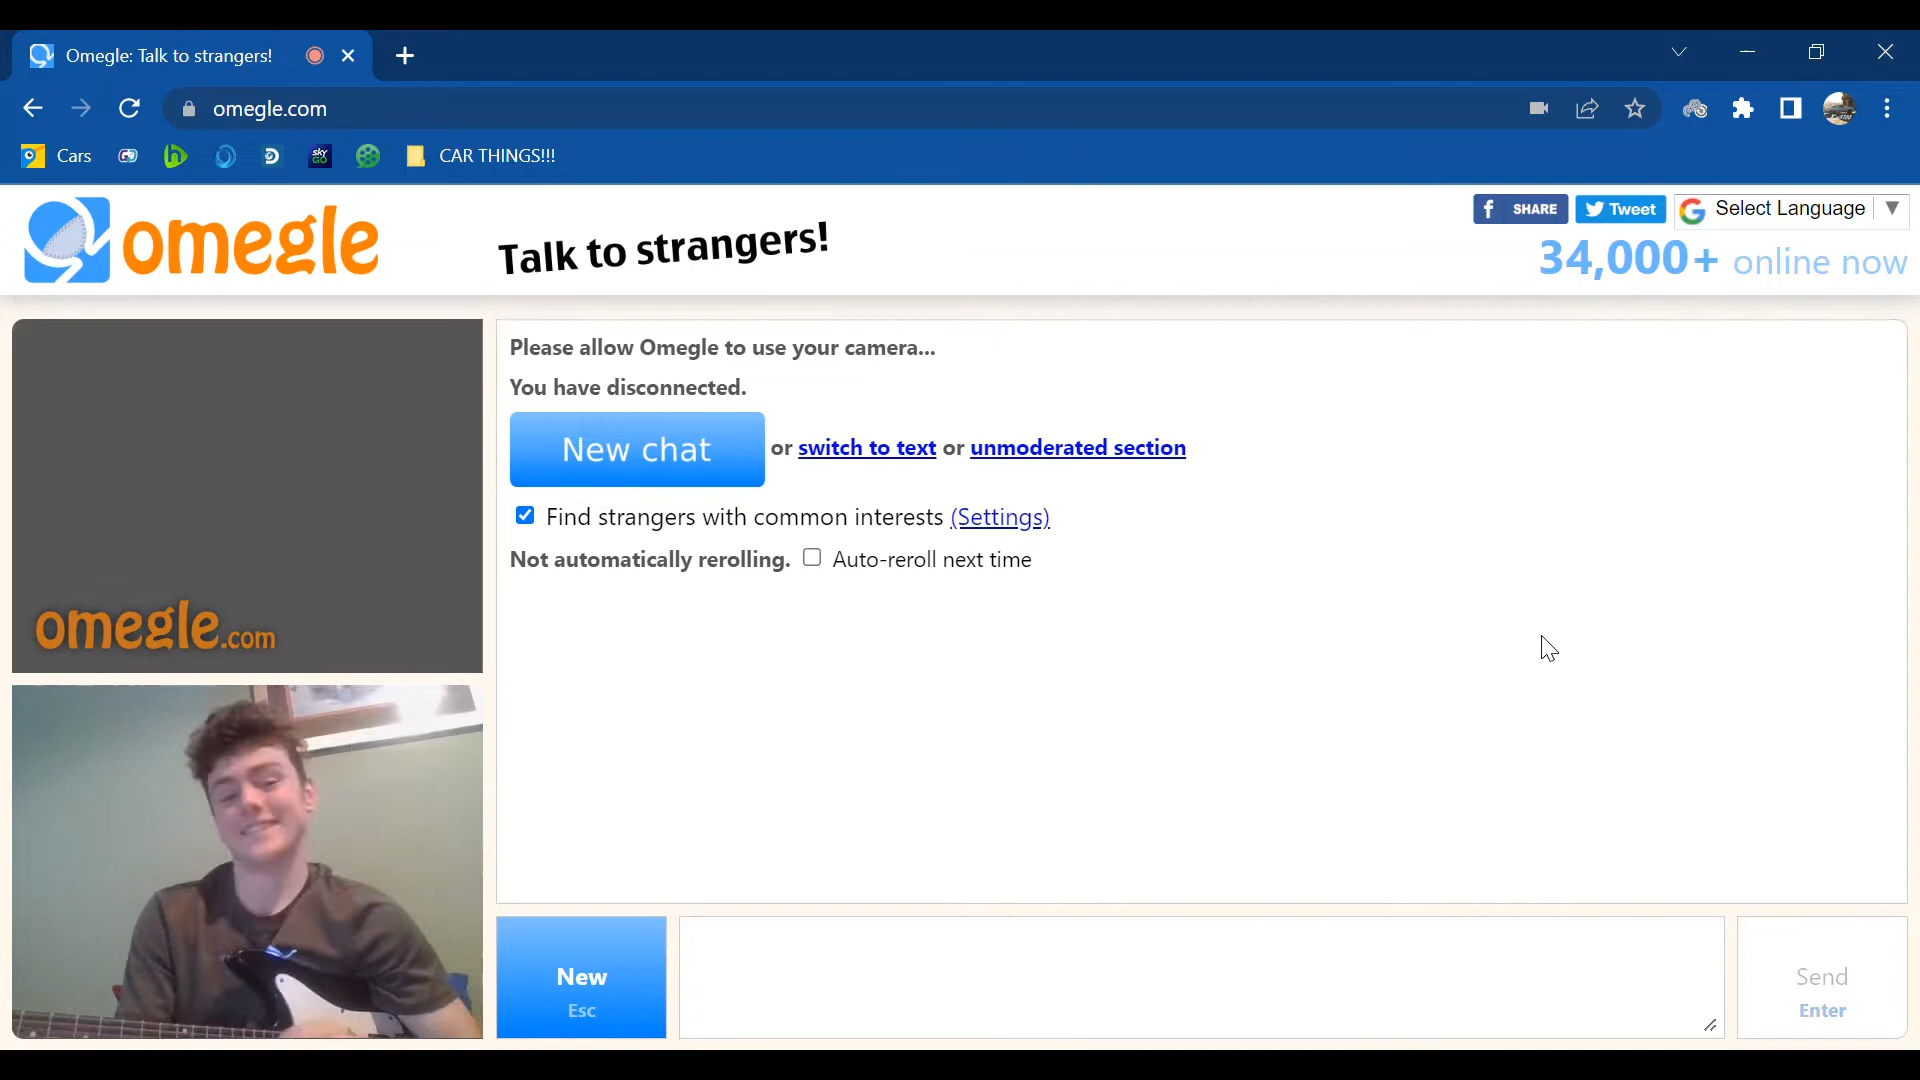 Omegle: Talk to strangers!
omegle.com
Cars
sky
GO
CAR THINGS!!!
omegle
Talk to strangers!
SHARE
Tweet
Select Language
34,000+ online now
Please allow Omegle to use your camera...
You have disconnected.
New chat or switch to text or unmoderated section
Find strangers with common interests (Settings)
Not automatically rerolling. Auto-reroll next time
omegle.com
New
Esc
Send
Enter